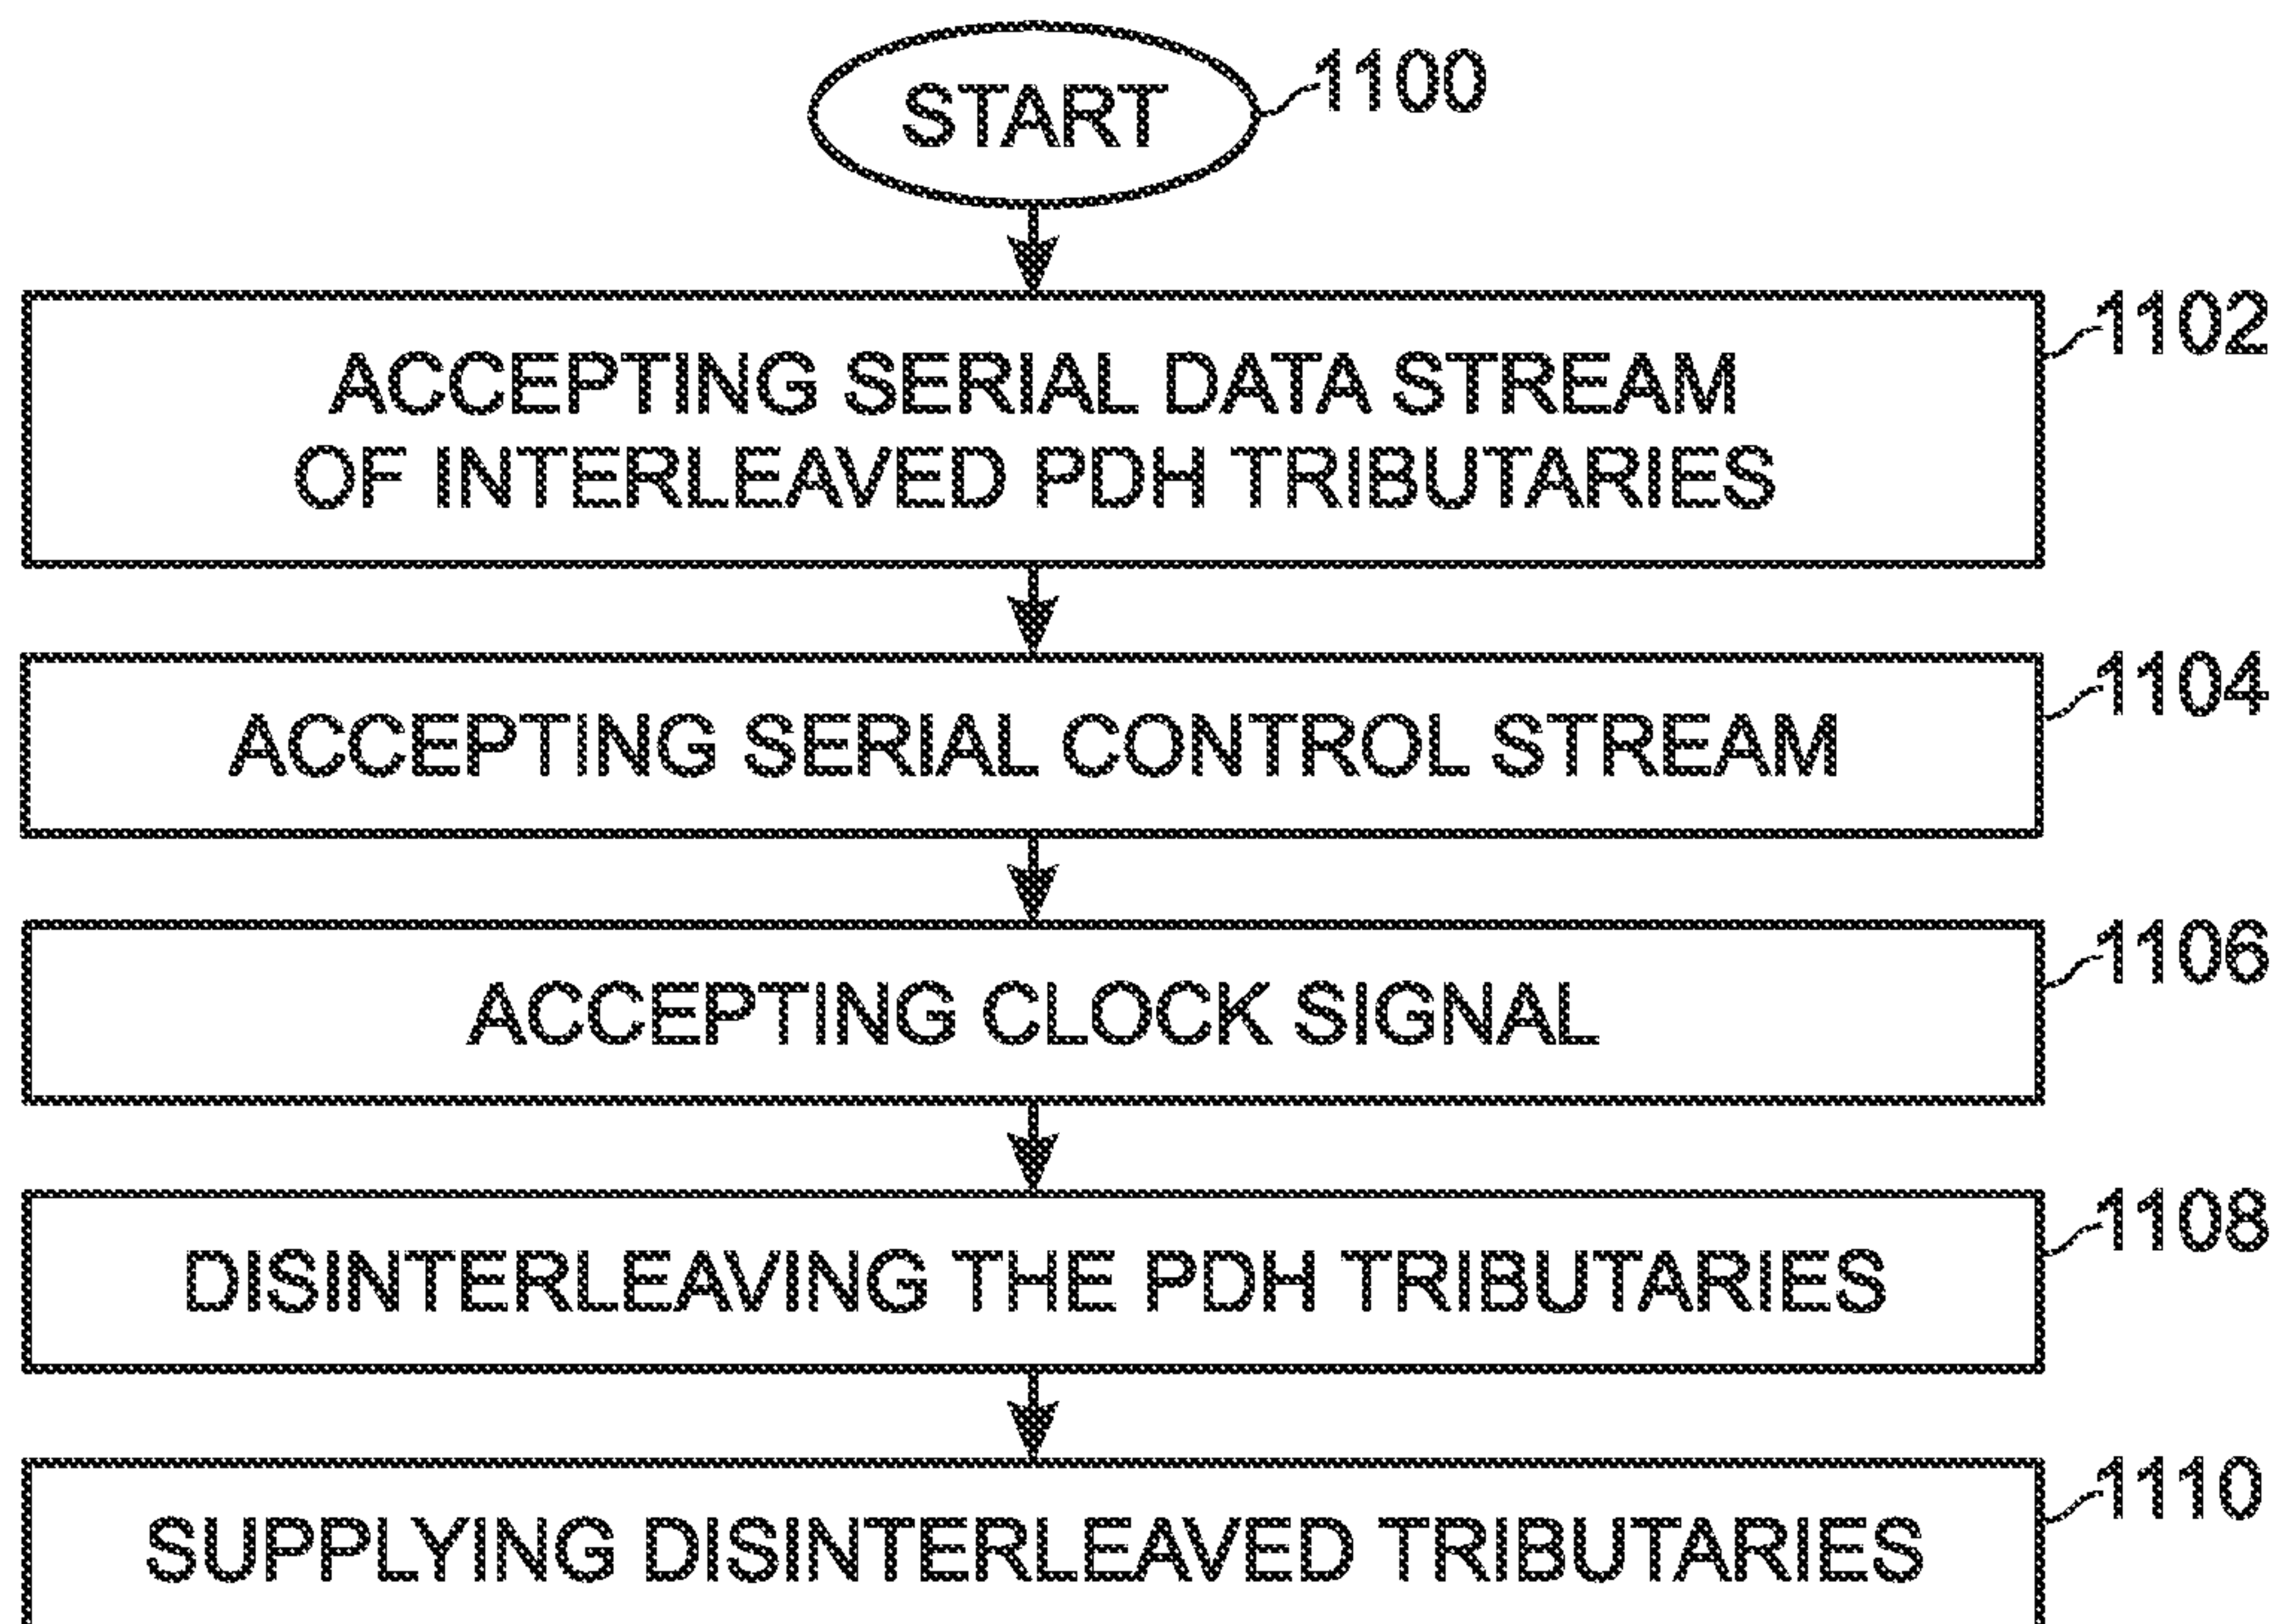 START
1100
ACCEPTING SERIAL DATA STREAM
OF INTERLEAVED PDH TRIBUTARIES
1102
ACCEPTING SERIAL CONTROL STREAM
1104
ACCEPTING CLOCK SIGNAL
1106
DISINTERLEAVING THE PDH TRIBUTARIES
1108
SUPPLYING DISINTERLEAVED TRIBUTARIES
1110